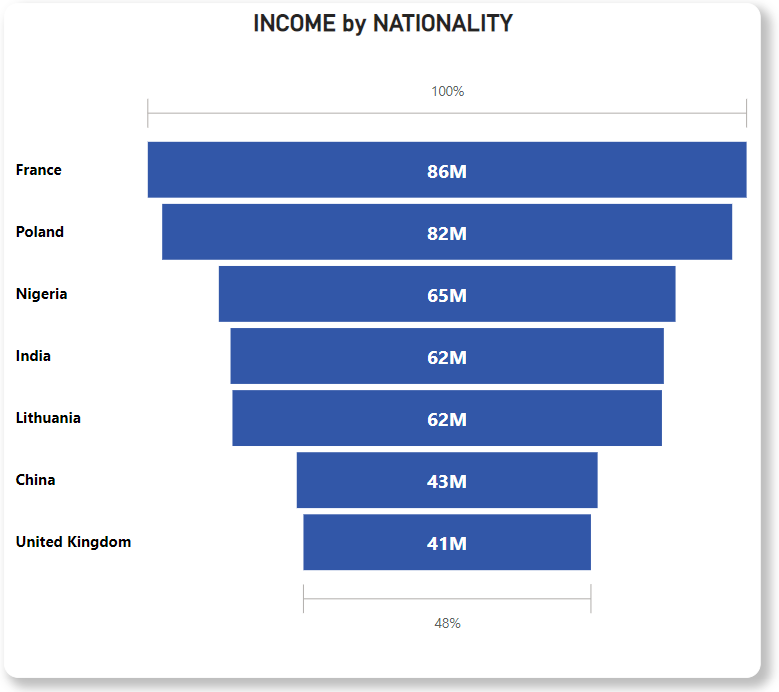 INCOME by NATIONALITY
100%
France 86M
Poland 82M
Nigeria 65M
India 62M
Lithuania 62M
China 43M
United Kingdom 41M
48%